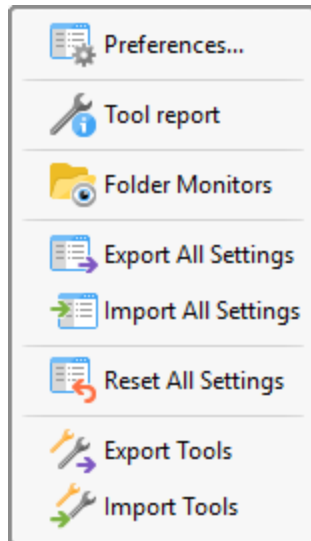 Preferences...
Tool report
Folder Monitors
Export All Settings
Import All Settings
Reset All Settings
Export Tools
Import Tools